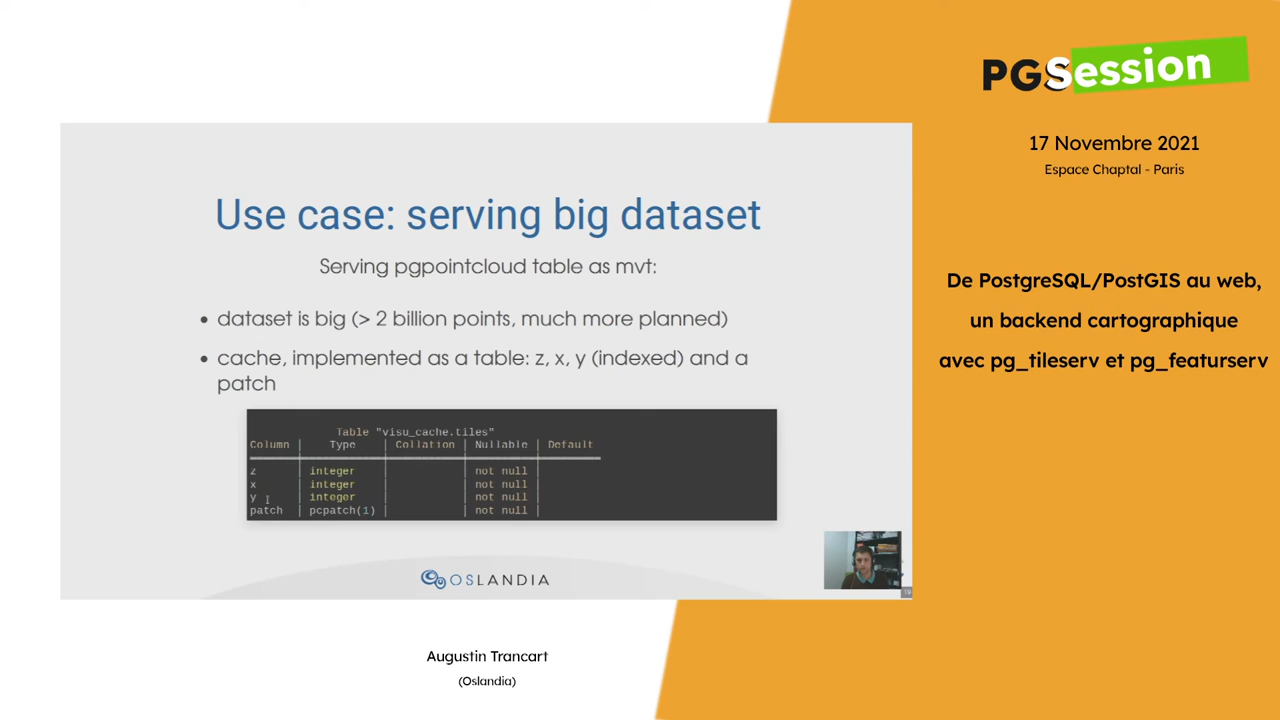 PGSession
17 Novembre 2021
Espace Chaptal - Paris
De PostgreSQL/PostGIS au web,
un backend cartographique
avec pg_tileserv et pg_featurserv
Use case: serving big dataset
Serving pgpointcloud table as mvt:
• dataset is big (> 2 billion points, much more planned)
• cache, implemented as a table: z, x, y (indexed) and a
patch
Table "visu_cache.tiles"
Column | Type | Collation | Nullable | Default
z | integer | | not null |
x | integer | | not null |
y | integer | | not null |
patch | pcpatch(1) | | not null |
OSLANDIA
19
Augustin Trancart
(Oslandia)